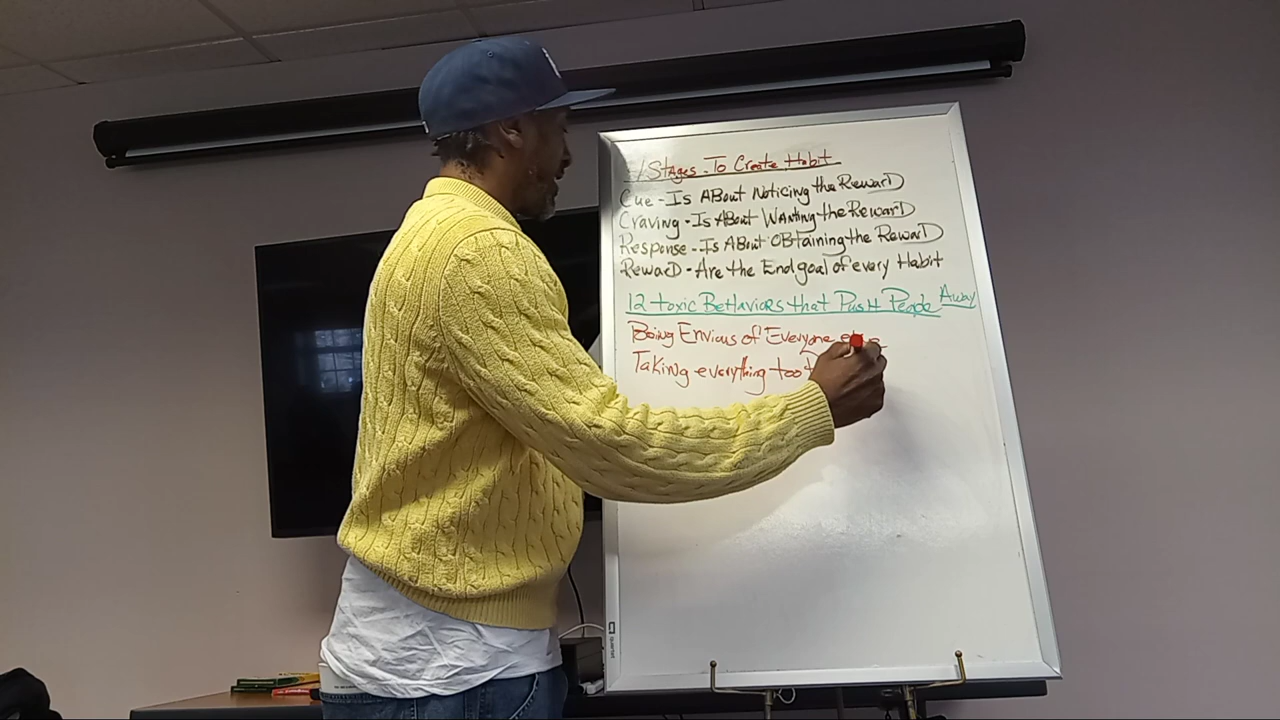 Stages - To Create Habit
Cue - Is ABout Noticing the RewarD
Craving - Is ABout Wanting the RewarD
Response - Is ABout OBtaining the RewarD
RewarD - Are the End goal of every Habit
12 toxic BeHaviors that PusH People Away
Being Envious of Everyone
Taking everything too